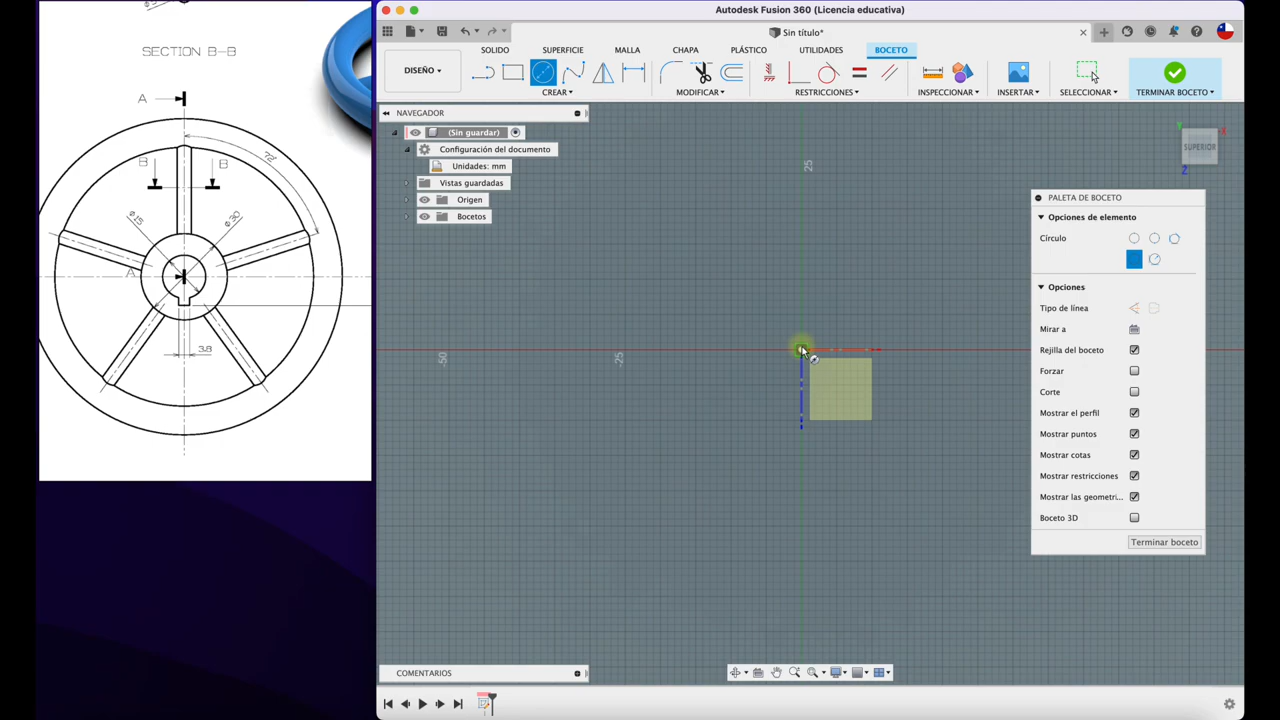 SECTION B-B
A
72°
B
B
Ø15
Ø30
A
3,8
Autodesk Fusion 360 (Licencia educativa)
Sin título*
DISEÑO
SÓLIDO
SUPERFICIE
MALLA
CHAPA
PLÁSTICO
UTILIDADES
BOCETO
CREAR
MODIFICAR
RESTRICCIONES
INSPECCIONAR
INSERTAR
SELECCIONAR
TERMINAR BOCETO
NAVEGADOR
(Sin guardar)
Configuración del documento
Unidades: mm
Vistas guardadas
Origen
Bocetos
25
-50
-25
Y
X
SUPERIOR
Z
PALETA DE BOCETO
Opciones de elemento
Círculo
Opciones
Tipo de línea
Mirar a
Rejilla del boceto
Forzar
Corte
Mostrar el perfil
Mostrar puntos
Mostrar cotas
Mostrar restricciones
Mostrar las geometri...
Boceto 3D
Terminar boceto
COMENTARIOS